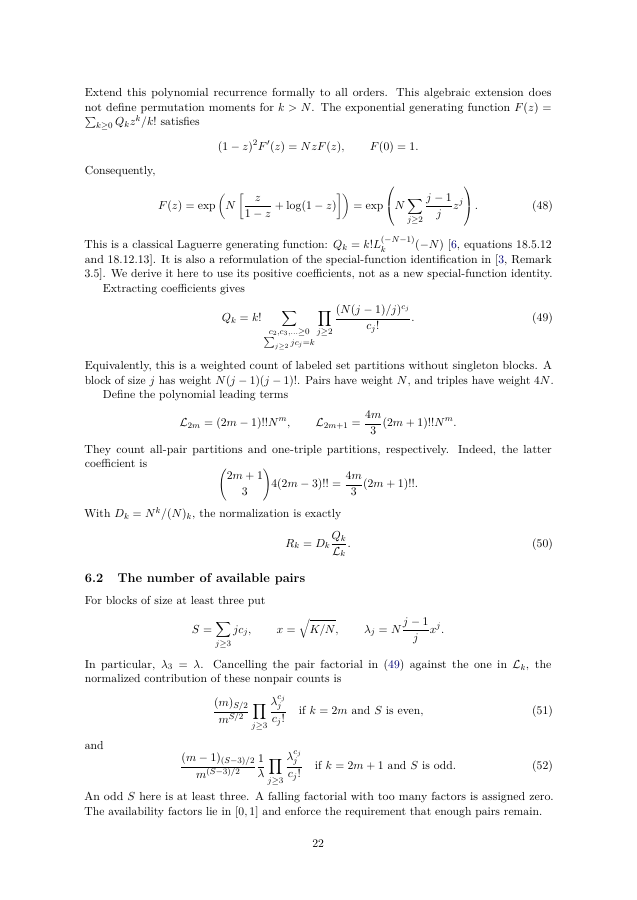 Extend this polynomial recurrence formally to all orders. This algebraic extension does
not define permutation moments for k > N. The exponential generating function F(z) =
∑_{k≥0} Q_k z^k/k! satisfies
(1 − z)²F′(z) = NzF(z), F(0) = 1.
Consequently,
F(z) = exp(N[z/(1 − z) + log(1 − z)]) = exp(N ∑_{j≥2} (j − 1)/j z^j). (48)
This is a classical Laguerre generating function: Q_k = k!L_k^{(−N−1)}(−N) [6, equations 18.5.12
and 18.12.13]. It is also a reformulation of the special-function identification in [3, Remark
3.5]. We derive it here to use its positive coefficients, not as a new special-function identity.
Extracting coefficients gives
Q_k = k! ∑_{c_2,c_3,...≥0, ∑_{j≥2} jc_j=k} ∏_{j≥2} (N(j − 1)/j)^{c_j}/c_j!. (49)
Equivalently, this is a weighted count of labeled set partitions without singleton blocks. A
block of size j has weight N(j − 1)(j − 1)!. Pairs have weight N, and triples have weight 4N.
Define the polynomial leading terms
ℒ_{2m} = (2m − 1)!!N^m, ℒ_{2m+1} = 4m/3 (2m + 1)!!N^m.
They count all-pair partitions and one-triple partitions, respectively. Indeed, the latter
coefficient is
\binom{2m + 1}{3} 4(2m − 3)!! = 4m/3 (2m + 1)!!.
With D_k = N^k/(N)_k, the normalization is exactly
R_k = D_k Q_k/ℒ_k. (50)
6.2 The number of available pairs
For blocks of size at least three put
S = ∑_{j≥3} jc_j, x = √(K/N), λ_j = N (j − 1)/j x^j.
In particular, λ_3 = λ. Cancelling the pair factorial in (49) against the one in ℒ_k, the
normalized contribution of these nonpair counts is
(m)_{S/2}/m^{S/2} ∏_{j≥3} λ_j^{c_j}/c_j! if k = 2m and S is even, (51)
and
(m − 1)_{(S−3)/2}/m^{(S−3)/2} 1/λ ∏_{j≥3} λ_j^{c_j}/c_j! if k = 2m + 1 and S is odd. (52)
An odd S here is at least three. A falling factorial with too many factors is assigned zero.
The availability factors lie in [0, 1] and enforce the requirement that enough pairs remain.
22